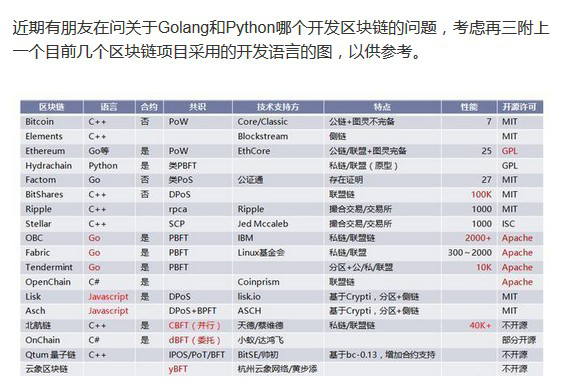 近期有朋友在问关于Golang和Python哪个开发区块链的问题，考虑再三附上
一个目前几个区块链项目采用的开发语言的图，以供参考。
区块链 语言 合约 共识 技术支持方 特点 性能 开源许可
Bitcoin C++ 否 PoW Core/Classic 公链+图灵不完备 7 MIT
Elements C++ Blockstream 侧链 MIT
Ethereum Go等 是 PoW EthCore 公链/联盟+图灵完备 25 GPL
Hydrachain Python 是 类PBFT 私链/联盟（原型） GPL
Factom Go 否 类PoS 公证通 存在证明 27 MIT
BitShares C++ 否 DPoS 联盟链 100K MIT
Ripple C++ rpca Ripple 撮合交易/交易所 1000 MIT
Stellar C++ SCP Jed Mccaleb 撮合交易/交易所 1000 ISC
OBC Go 是 PBFT IBM 私链/联盟链 2000+ Apache
Fabric Go 是 PBFT Linux基金会 私链/联盟 300～2000 Apache
Tendermint Go 是 PBFT 分区+公/私/联盟 10K Apache
OpenChain C# 是 Coinprism 联盟链 Apache
Lisk Javascript 是 DPoS lisk.io 基于Crypti，分区+侧链 MIT
Asch Javascript DPoS+BPFT ASCH 基于Crypti，分区+侧链 MIT
北航链 C++ 是 CBFT（并行） 天德/蔡维德 私链/联盟链 40K+ 不开源
OnChain C# 是 dBFT（委托） 小蚁/达鸿飞 部分开源
Qtum 量子链 C++ IPOS/PoT/BFT BitSE/帅初 基于bc-0.13，增加合约支持 不开源
云象区块链 yBFT 杭州云象网络/黄步添 不开源